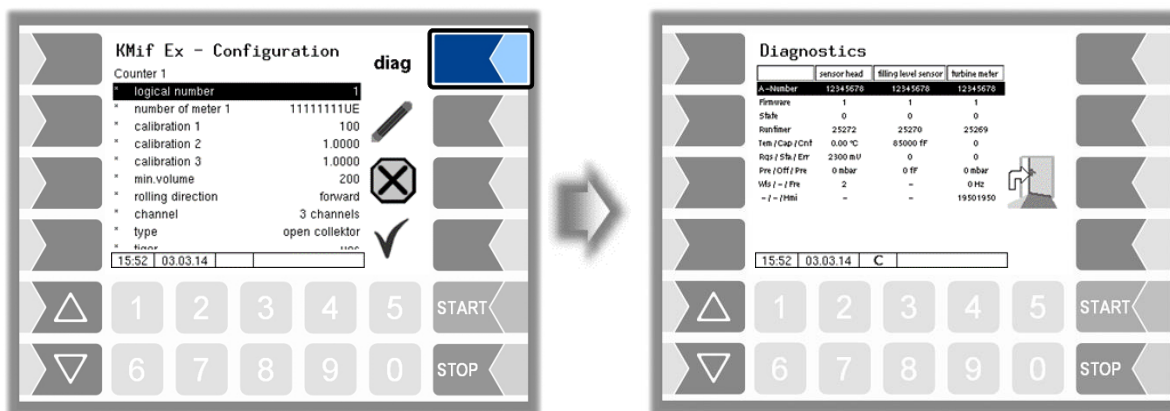 KMif Ex - Configuration
diag
Counter 1
* logical number 1
* number of meter 1 11111111UE
* calibration 1 100
* calibration 2 1.0000
* calibration 3 1.0000
* min.volume 200
* rolling direction forward
* channel 3 channels
* type open collektor
15:52 03.03.14
1 2 3 4 5 START
6 7 8 9 0 STOP
Diagnostics
sensor head filling level sensor turbine meter
A-Number 12345678 12345678 12345678
Firmware 1 1 1
State 0 0 0
Runtimer 25272 25270 25269
Tem / Cap / Cnt 0.00 °C 85000 fF 0
Rqs / Sta / Err 2300 mV 0 0
Pre / Off / Pre 0 mbar 0 fF 0 mbar
Wls / - / Fre 2 - 0 Hz
- / - / Hmi - - 19501950
15:52 03.03.14 C
1 2 3 4 5 START
6 7 8 9 0 STOP